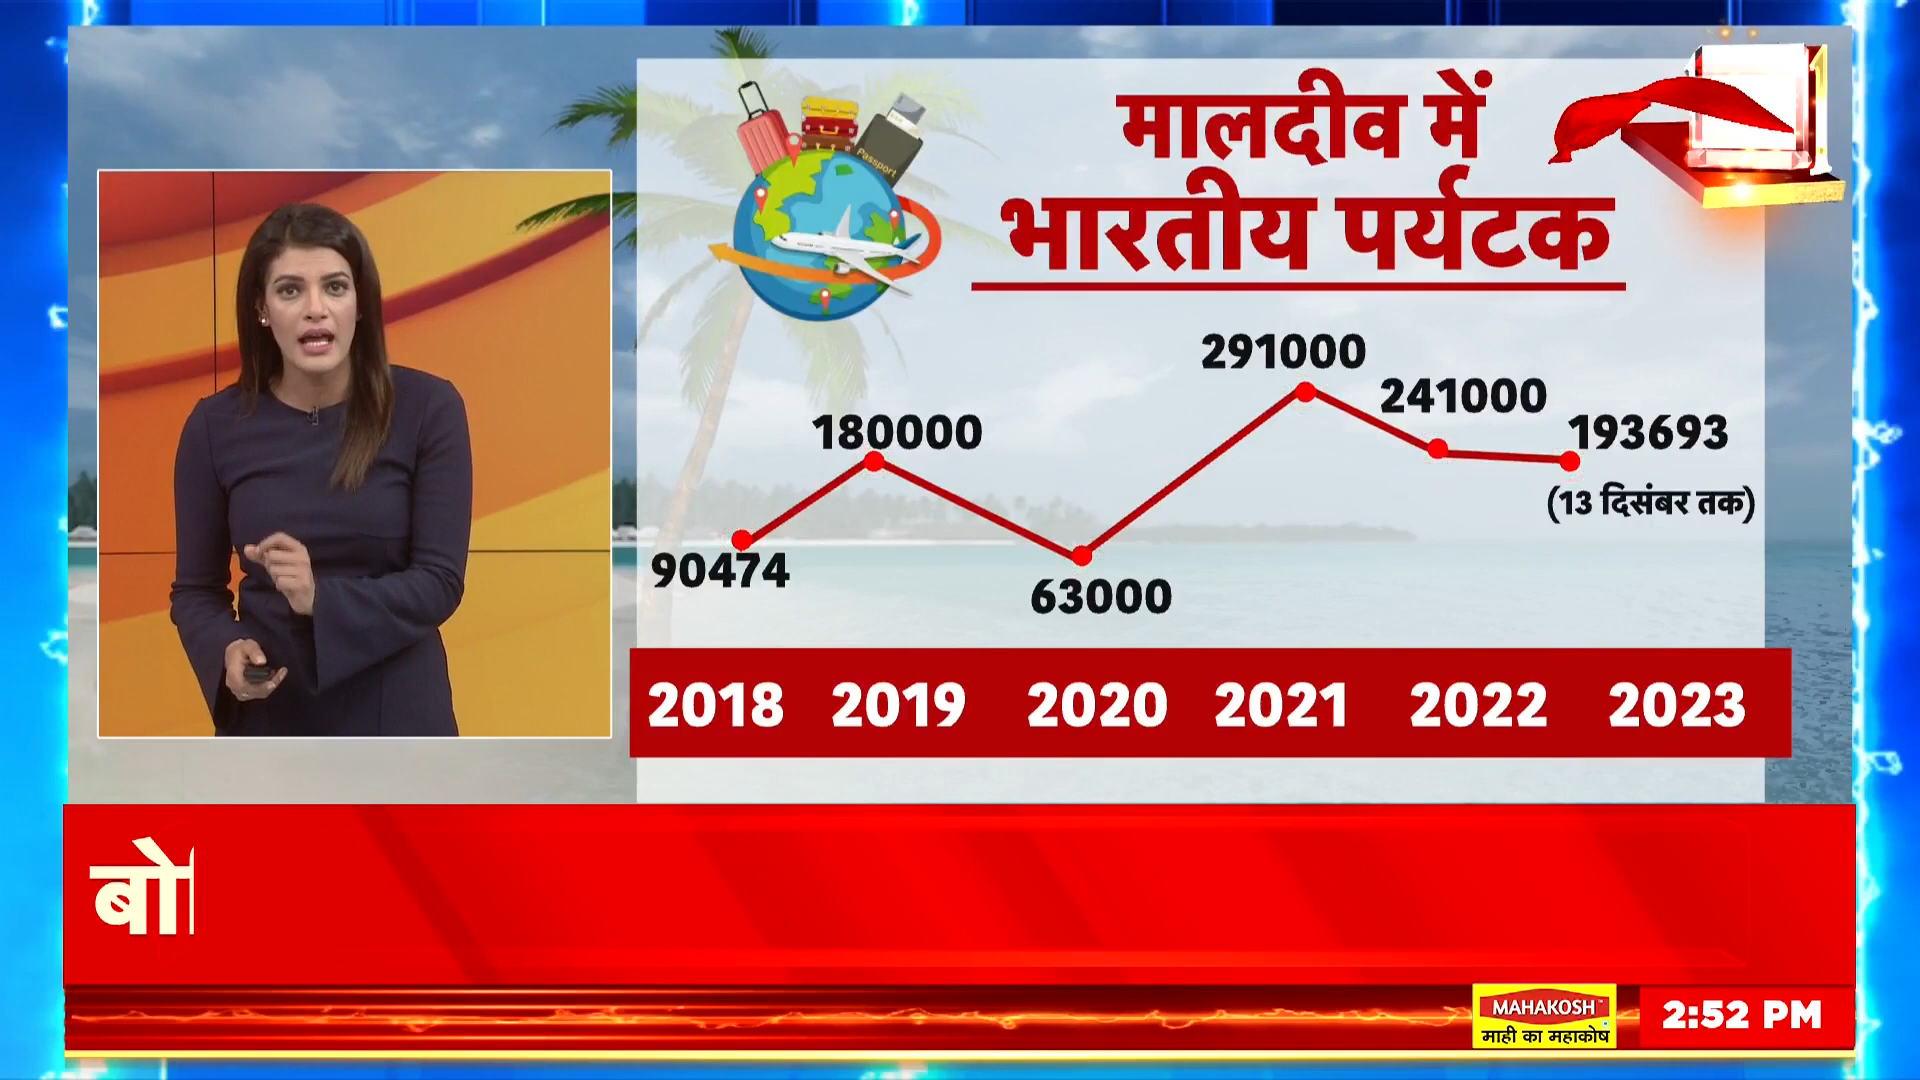 मालदीव में
भारतीय पर्यटक
Passport
90474
180000
63000
291000
241000
193693
(13 दिसंबर तक)
2018 2019 2020 2021 2022 2023
MAHAKOSH
माही का महाकोष
2:52 PM